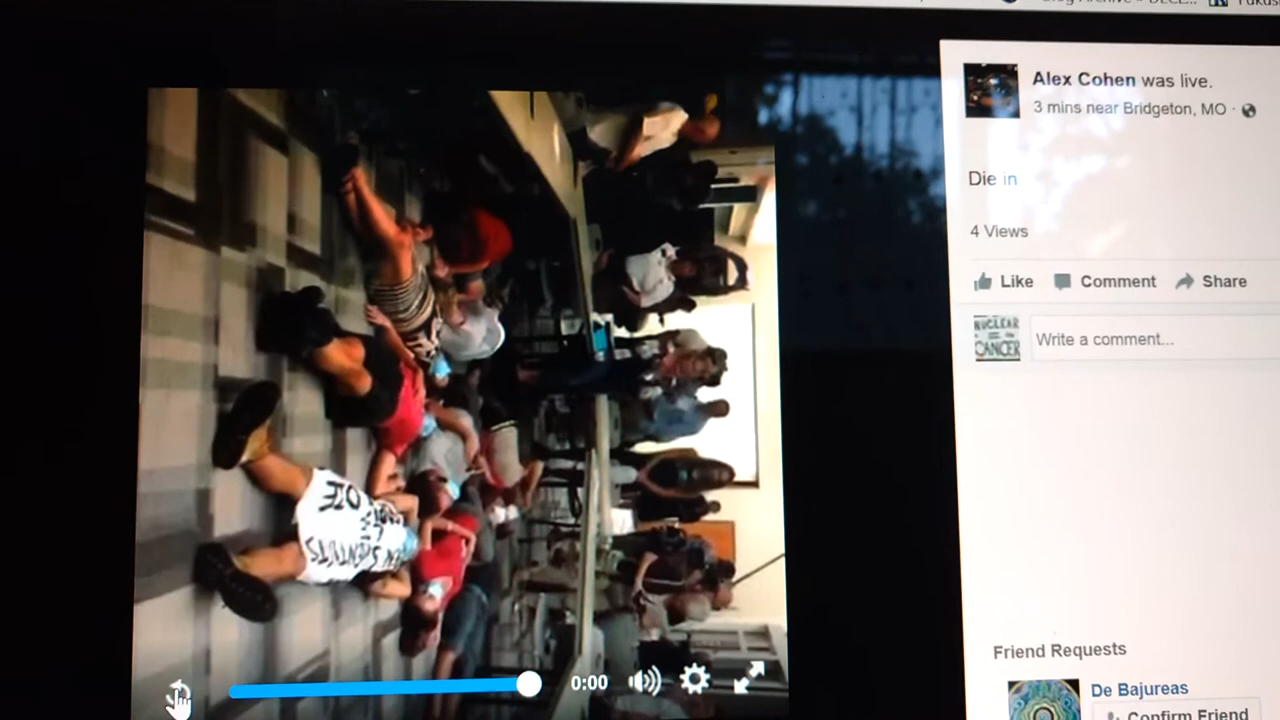 Alex Cohen was live.
3 mins near Bridgeton, MO
Die in
4 Views
Like Comment Share
NUCLEAR
CANCER
Write a comment...
0:00
Friend Requests
De Bajureas
Confirm Friend